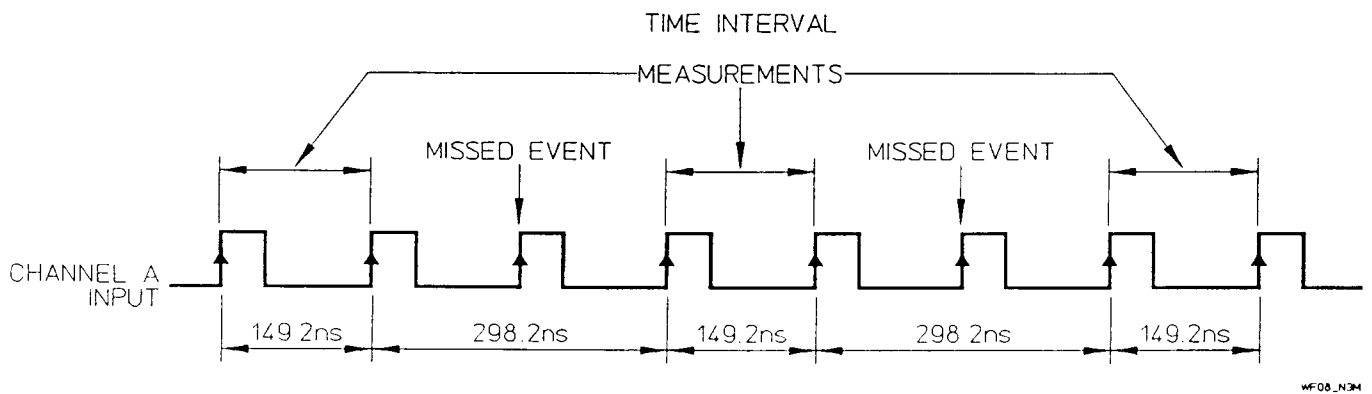 TIME INTERVAL
MEASUREMENTS
MISSED EVENT
MISSED EVENT
CHANNEL A
INPUT
149 2ns
298.2ns
149.2ns
298 2ns
149.2ns
WF08_N3M